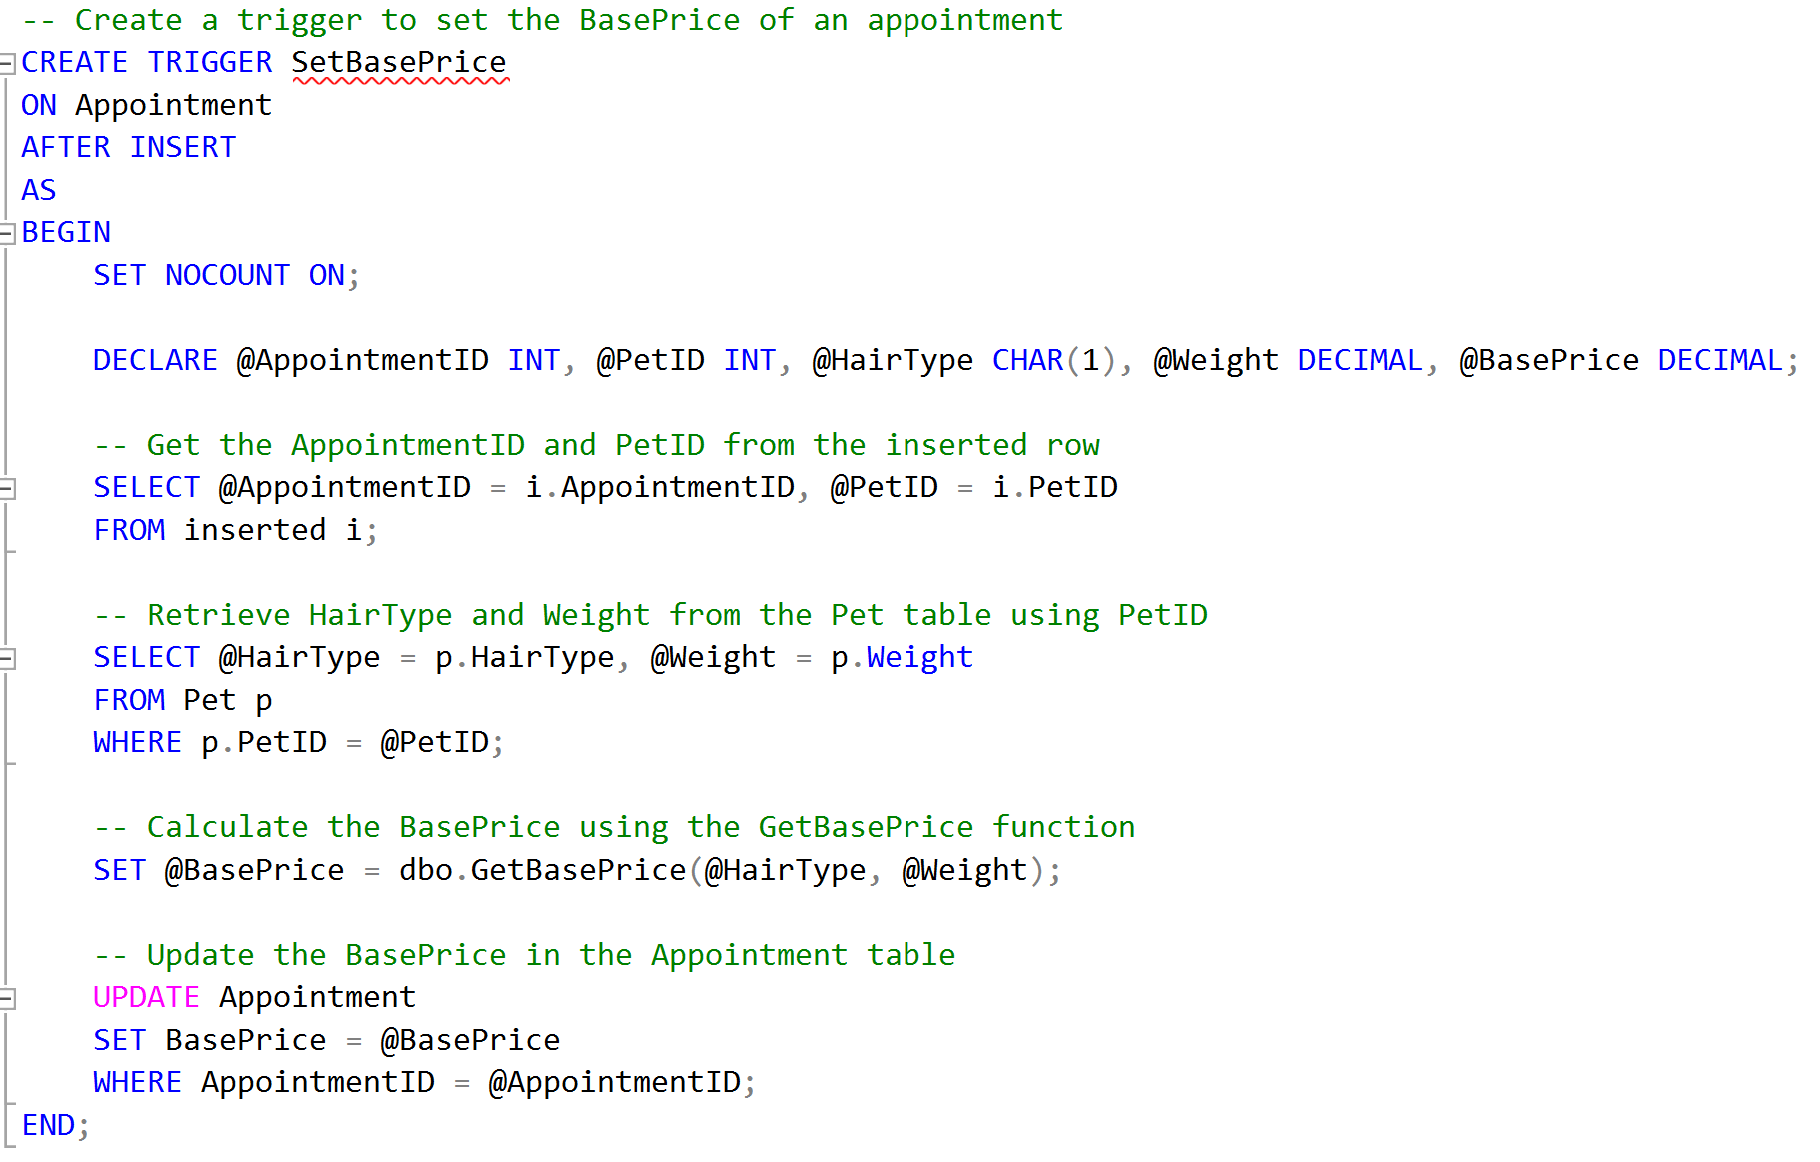 -- Create a trigger to set the BasePrice of an appointment
CREATE TRIGGER SetBasePrice
ON Appointment
AFTER INSERT
AS
BEGIN
    SET NOCOUNT ON;

    DECLARE @AppointmentID INT, @PetID INT, @HairType CHAR(1), @Weight DECIMAL, @BasePrice DECIMAL;

    -- Get the AppointmentID and PetID from the inserted row
    SELECT @AppointmentID = i.AppointmentID, @PetID = i.PetID
    FROM inserted i;

    -- Retrieve HairType and Weight from the Pet table using PetID
    SELECT @HairType = p.HairType, @Weight = p.Weight
    FROM Pet p
    WHERE p.PetID = @PetID;

    -- Calculate the BasePrice using the GetBasePrice function
    SET @BasePrice = dbo.GetBasePrice(@HairType, @Weight);

    -- Update the BasePrice in the Appointment table
    UPDATE Appointment
    SET BasePrice = @BasePrice
    WHERE AppointmentID = @AppointmentID;
END;